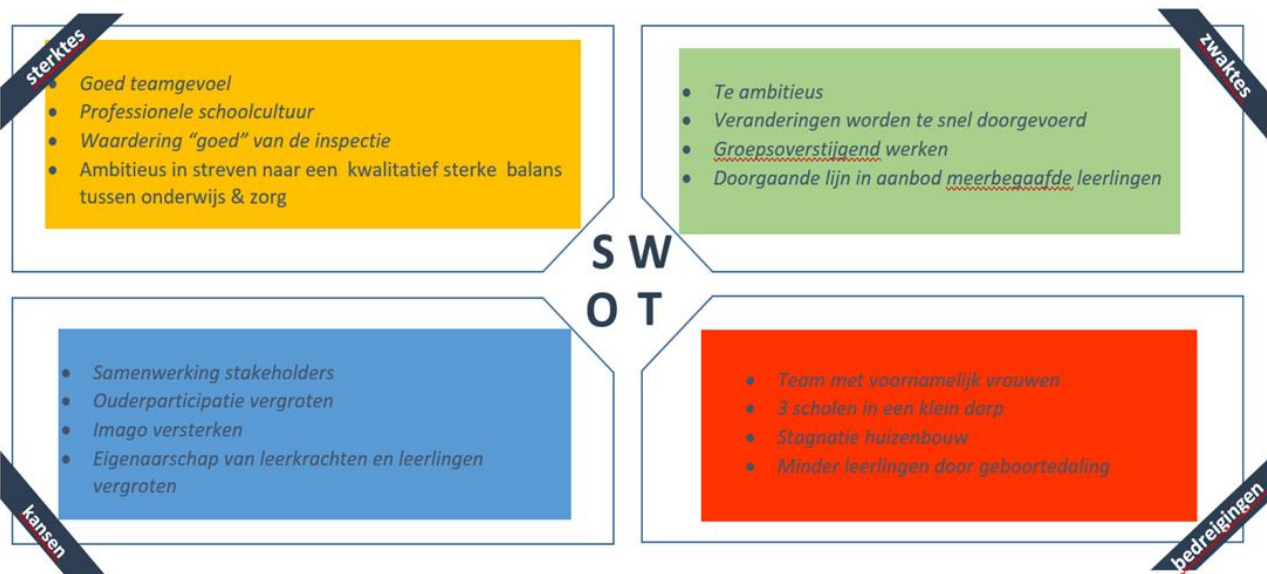 sterktes
Goed teamgevoel
Professionele schoolcultuur
Waardering “goed” van de inspectie
Ambitieus in streven naar een kwalitatief sterke balans
tussen onderwijs & zorg
zwaktes
Te ambitieus
Veranderingen worden te snel doorgevoerd
Groepsoverstijgend werken
Doorgaande lijn in aanbod meerbegaafde leerlingen
S W
O T
kansen
Samenwerking stakeholders
Ouderparticipatie vergroten
Imago versterken
Eigenaarschap van leerkrachten en leerlingen
vergroten
bedreigingen
Team met voornamelijk vrouwen
3 scholen in een klein dorp
Stagnatie huizenbouw
Minder leerlingen door geboortedaling